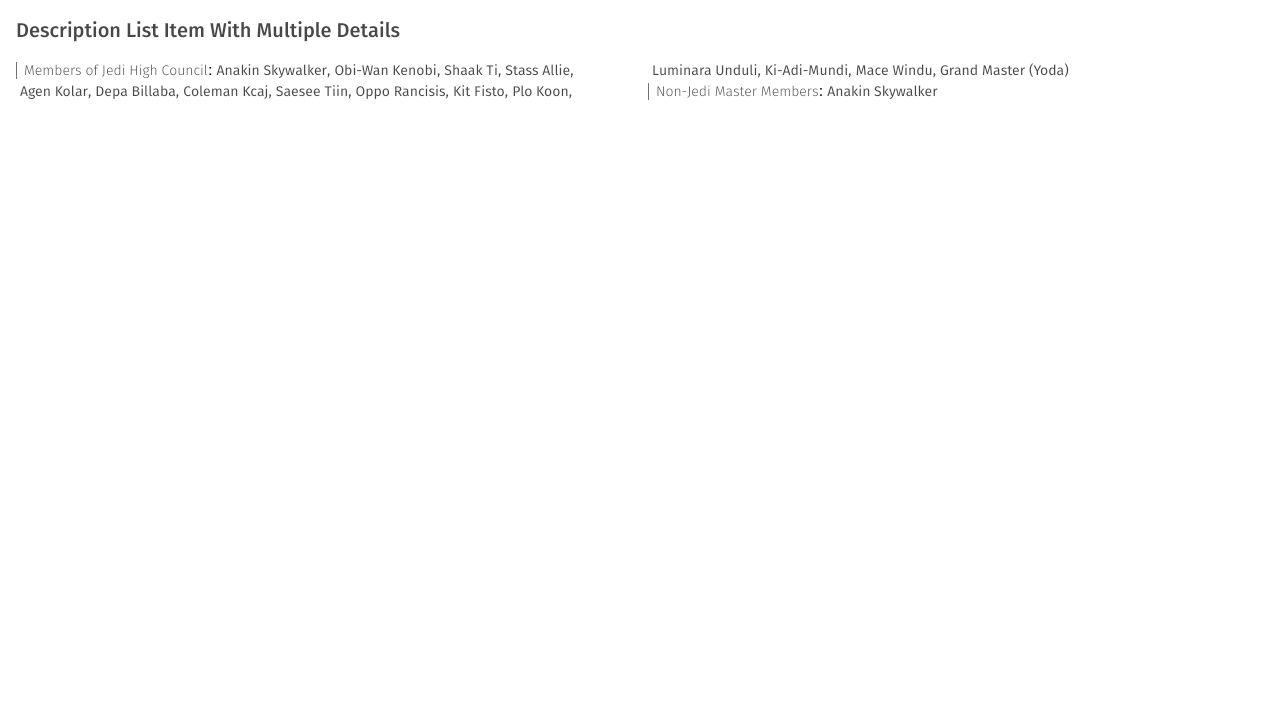 Description List Item With Multiple Details
Members of Jedi High Council: Anakin Skywalker, Obi-Wan Kenobi, Shaak Ti, Stass Allie,
Agen Kolar, Depa Billaba, Coleman Kcaj, Saesee Tiin, Oppo Rancisis, Kit Fisto, Plo Koon,
Luminara Unduli, Ki-Adi-Mundi, Mace Windu, Grand Master (Yoda)
Non-Jedi Master Members: Anakin Skywalker